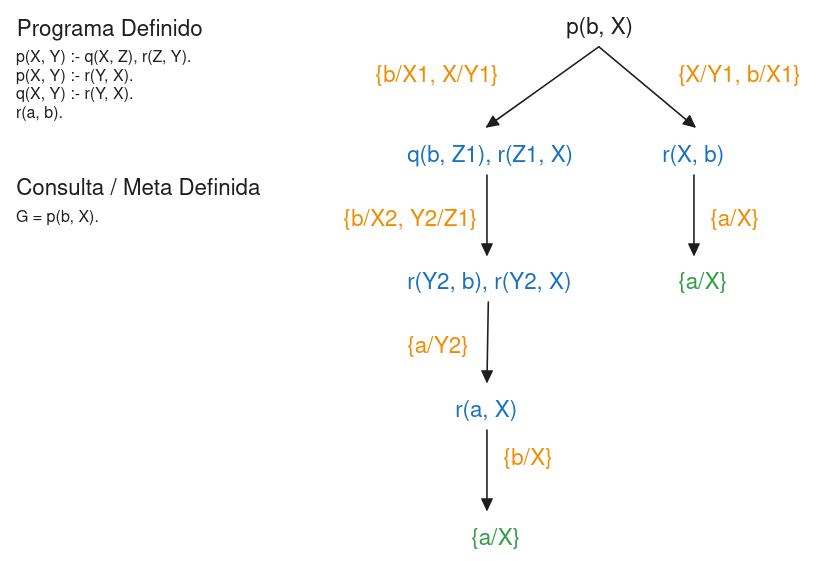 Programa Definido
p(X, Y) :- q(X, Z), r(Z, Y).
p(X, Y) :- r(Y, X).
q(X, Y) :- r(Y, X).
r(a, b).
Consulta / Meta Definida
G = p(b, X).
p(b, X)
{b/X1, X/Y1}
{X/Y1, b/X1}
q(b, Z1), r(Z1, X)
r(X, b)
{b/X2, Y2/Z1}
{a/X}
r(Y2, b), r(Y2, X)
{a/X}
{a/Y2}
r(a, X)
{b/X}
{a/X}